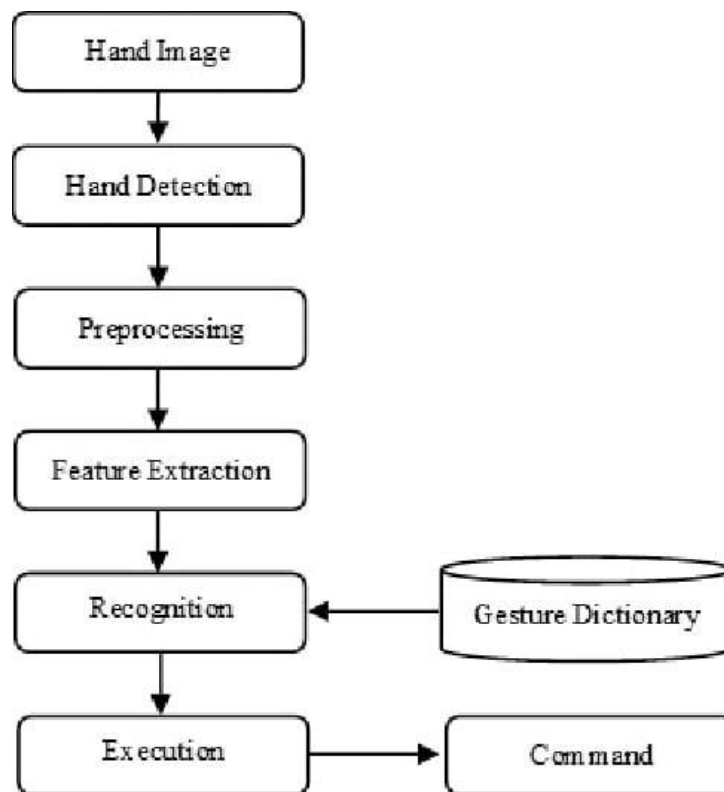 Hand Image
Hand Detection
Preprocessing
Feature Extraction
Recognition
Gesture Dictionary
Execution
Command